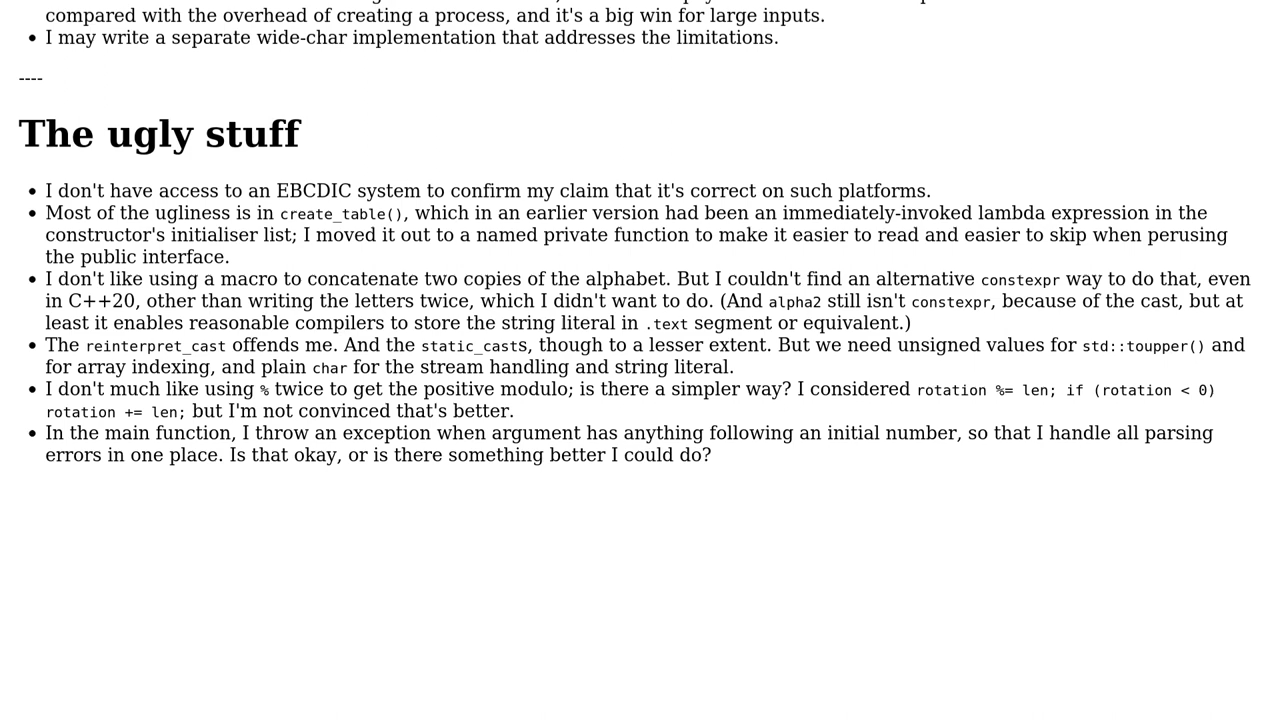 compared with the overhead of creating a process, and it's a big win for large inputs.
I may write a separate wide-char implementation that addresses the limitations.
----
The ugly stuff
I don't have access to an EBCDIC system to confirm my claim that it's correct on such platforms.
Most of the ugliness is in create_table(), which in an earlier version had been an immediately-invoked lambda expression in the
constructor's initialiser list; I moved it out to a named private function to make it easier to read and easier to skip when perusing
the public interface.
I don't like using a macro to concatenate two copies of the alphabet. But I couldn't find an alternative constexpr way to do that, even
in C++20, other than writing the letters twice, which I didn't want to do. (And alpha2 still isn't constexpr, because of the cast, but at
least it enables reasonable compilers to store the string literal in .text segment or equivalent.)
The reinterpret_cast offends me. And the static_casts, though to a lesser extent. But we need unsigned values for std::toupper() and
for array indexing, and plain char for the stream handling and string literal.
I don't much like using % twice to get the positive modulo; is there a simpler way? I considered rotation %= len; if (rotation < 0)
rotation += len; but I'm not convinced that's better.
In the main function, I throw an exception when argument has anything following an initial number, so that I handle all parsing
errors in one place. Is that okay, or is there something better I could do?